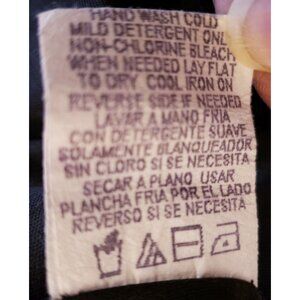 HAND WASH COLD
MILD DETERGENT ONLY
NON-CHLORINE BLEACH
WHEN NEEDED LAY FLAT
TO DRY COOL IRON ON
REVERSE SIDE IF NEEDED
LAVAR A MANO FRIA
CON DETERGENTE SUAVE
SOLAMENTE BLANQUEADOR
SIN CLORO SI SE NECESITA
SECAR A PLANO USAR
PLANCHA FRIA POR EL LADO
REVERSO SI SE NECESITA